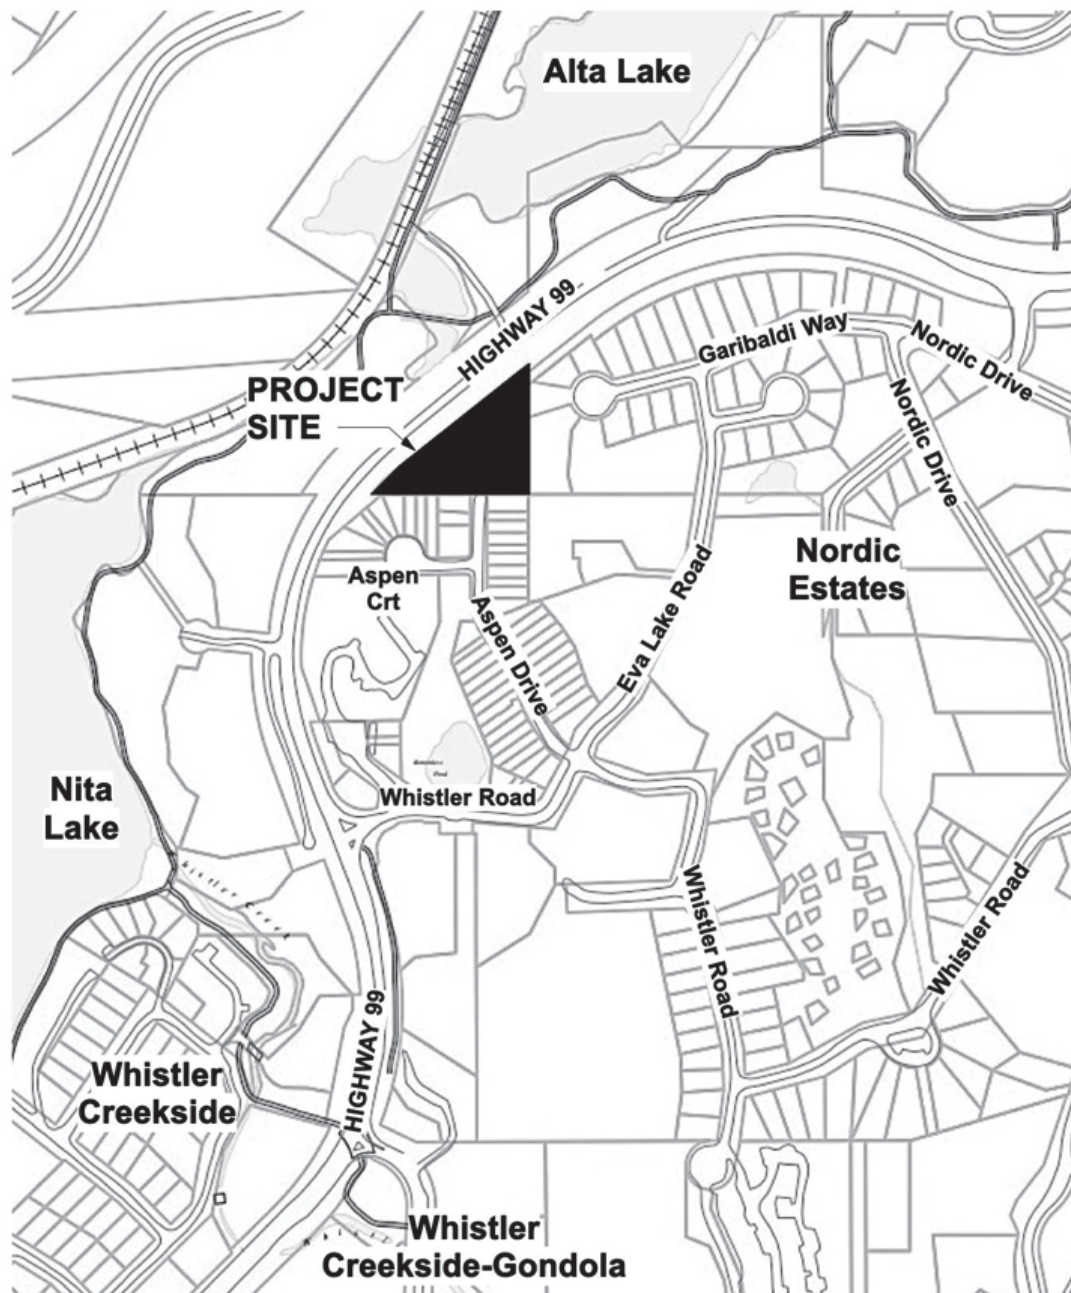 Alta Lake
HIGHWAY 99
PROJECT
SITE
Garibaldi Way
Nordic Drive
Nordic Drive
Nordic
Estates
Aspen
Crt
Aspen Drive
Eva Lake Road
Whistler Road
Nita
Lake
Whistler Road
Whistler Road
HIGHWAY 99
Whistler
Creekside
Whistler
Creekside-Gondola